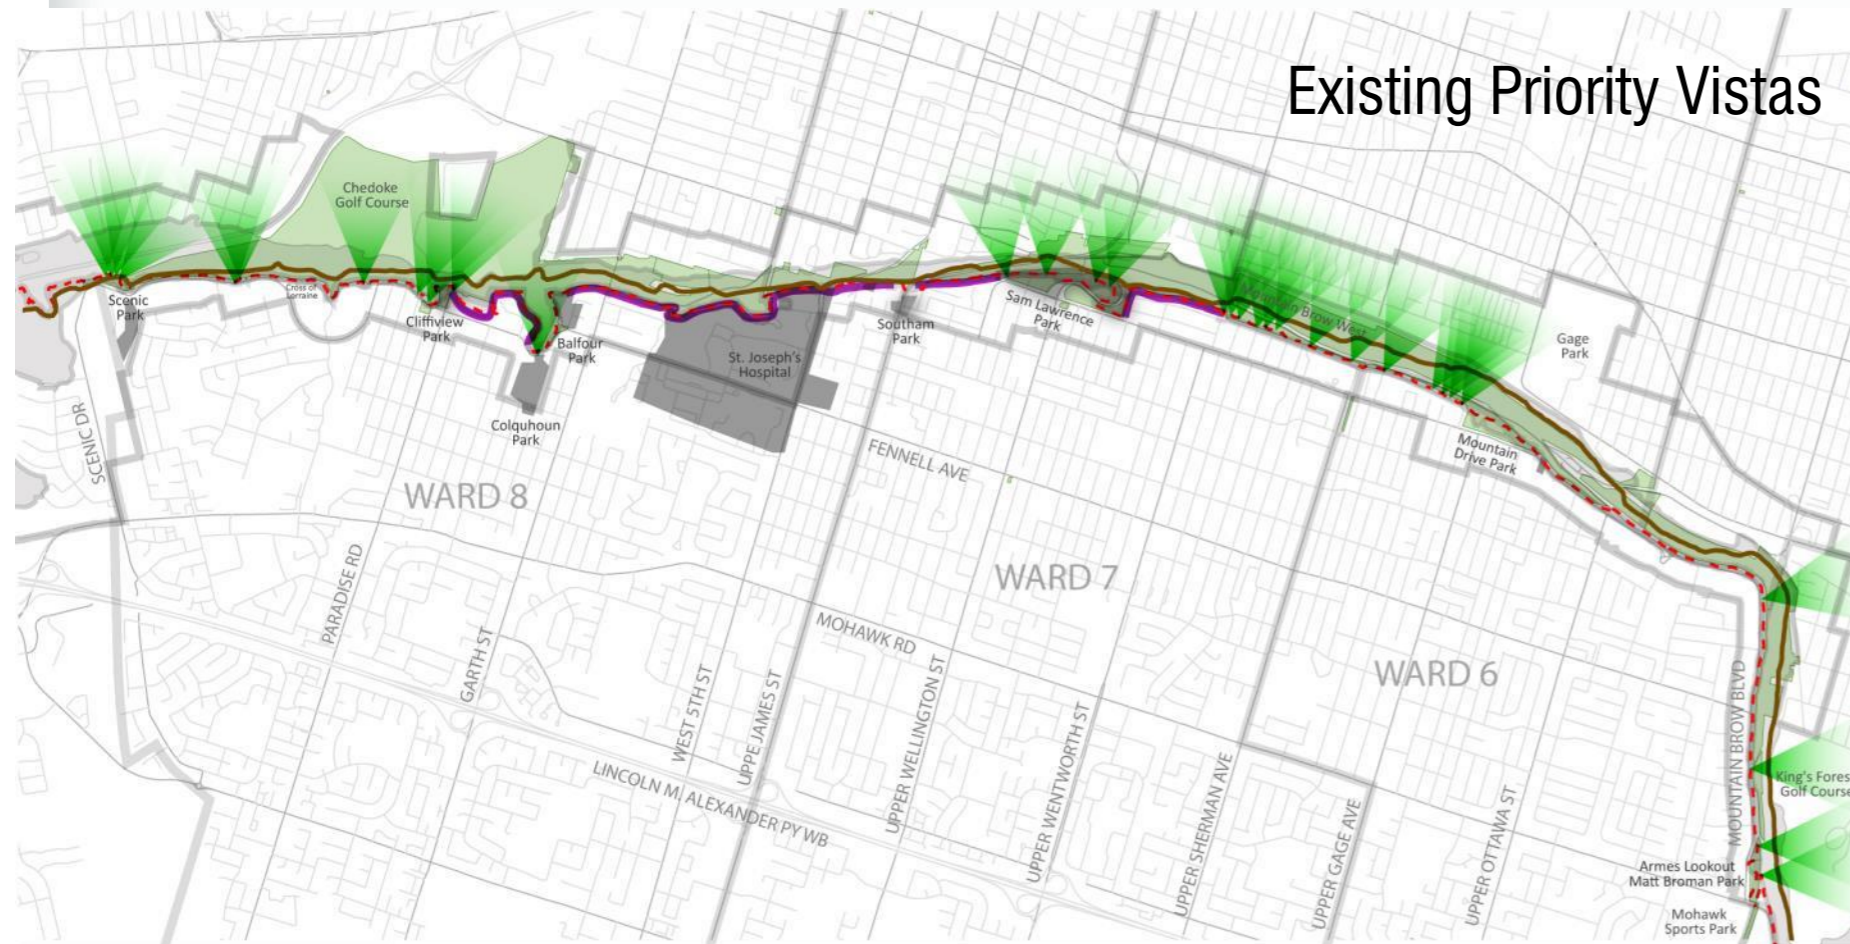 Existing Priority Vistas
Chedoke
Golf Course
Cross of
Lorraine
Scenic
Park
Cliffview
Park
Balfour
Park
St. Joseph's
Hospital
Southam
Park
Sam Lawrence
Park
Mountain Brow West
Gage
Park
Colquhoun
Park
SCENIC DR
FENNELL AVE
Mountain
Drive Park
WARD 8
WARD 7
WARD 6
PARADISE RD
GARTH ST
MOHAWK RD
WEST 5TH ST
UPPE JAMES ST
UPPER WELLINGTON ST
UPPER WENTWORTH ST
LINCOLN M. ALEXANDER PY WB
UPPER SHERMAN AVE
UPPER GAGE AVE
UPPER OTTAWA ST
MOUNTAIN BROW BLVD
King's Fores
Golf Course
Armes Lookout
Matt Broman Park
Mohawk
Sports Park